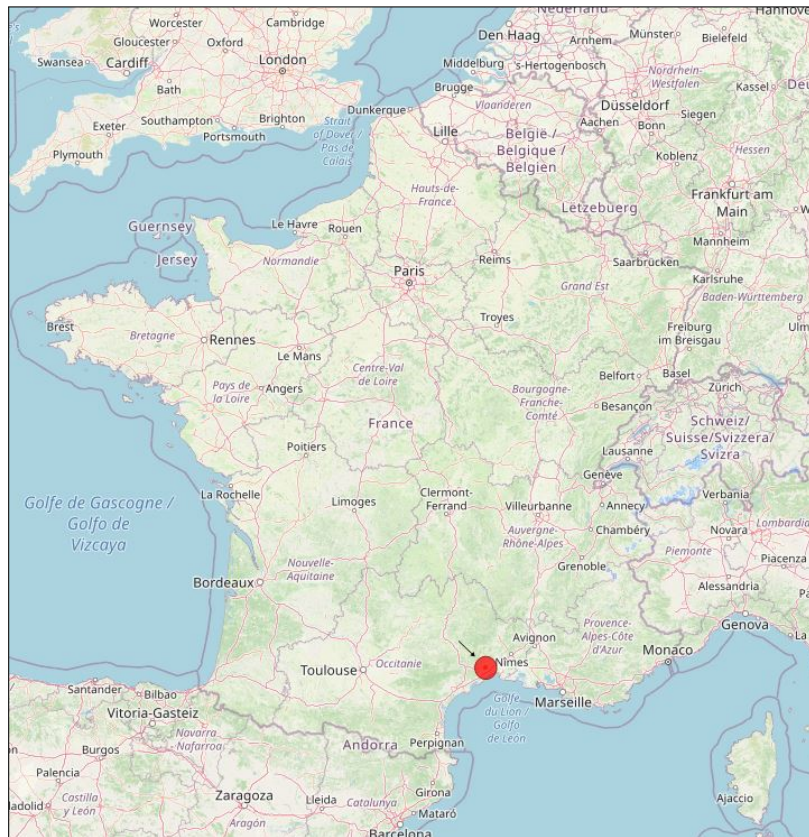 Nederland
Hannover
Worcester
Cambridge
Gloucester
Oxford
Den Haag
Arnhem
Münster
Bielefeld
Swansea
Cardiff
London
Middelburg
's-Hertogenbosch
Bath
Brugge
Nordrhein-
Westfalen
Kassel
Dunkerque
Vlaanderen
Düsseldorf
Exeter
Southampton
Brighton
Strait
of Dover /
Pas de
Calais
Lille
België /
Belgique /
Belgien
Aachen
Bonn
Siegen
Portsmouth
Plymouth
Koblenz
Hessen
Hauts-de-
France
Lëtzebuerg
Frankfurt am
Main
Guernsey
Le Havre
Rouen
Mannheim
Jersey
Normandie
Reims
Saarbrücken
Paris
Grand Est
Karlsruhe
Baden-Württemberg
Brest
Bretagne
Rennes
Troyes
Freiburg
im Breisgau
Ulm
Le Mans
Centre-Val
de Loire
Belfort
Basel
Zürich
Pays de
la Loire
Angers
Bourgogne-
Franche-
Comté
Besançon
France
Schweiz/
Suisse/Svizzera/
Svizra
Poitiers
Lausanne
Genève
La Rochelle
Limoges
Clermont-
Ferrand
Villeurbanne
Annecy
Verbania
Golfe de Gascogne /
Golfo de
Vizcaya
Auvergne-
Rhône-Alpes
Chambéry
Novara
Lombardia
Piemonte
Piacenza
Nouvelle-
Aquitaine
Grenoble
Bordeaux
Alessandria
Genova
Provence-
Alpes-Côte
d'Azur
Avignon
Monaco
Toulouse
Occitanie
Nîmes
Santander
Bilbao
Marseille
Golfe
du Lion /
Golfo
de León
Vitoria-Gasteiz
Navarra
Nafarroa
Andorra
Perpignan
Burgos
Palencia
Girona
Ajaccio
Castilla
y León
Zaragoza
Lleida
Catalunya
Mataró
Aragón
Barcelona